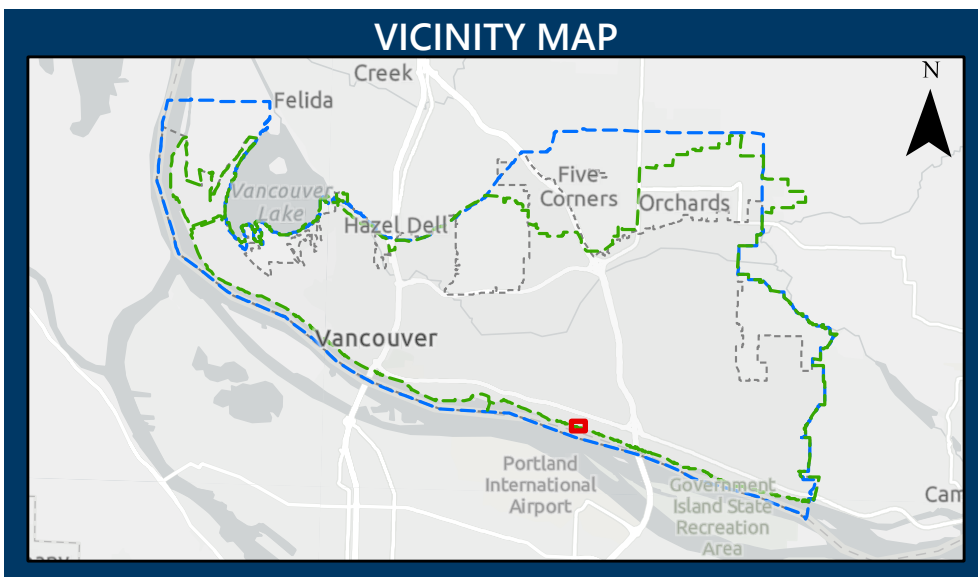 VICINITY MAP
N
Creek
Felida
Five-
Corners
Vancouver
Lake
Orchards
Hazel Dell
Vancouver
Portland
International
Airport
Government
Island State
Recreation
Area
Cam